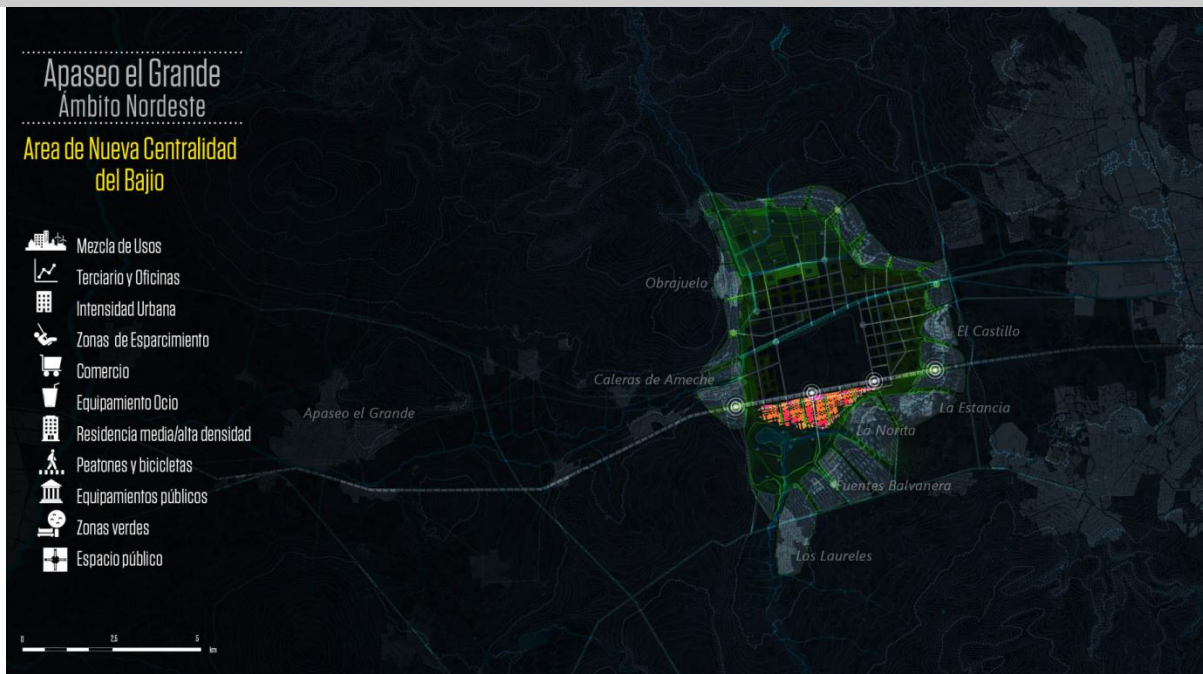 Apaseo el Grande
Ámbito Nordeste
Area de Nueva Centralidad
del Bajio
Mezcla de Usos
Terciario y Oficinas
Intensidad Urbana
Zonas de Esparcimiento
Comercio
Equipamiento Ocio
Residencia media/alta densidad
Peatones y bicicletas
Equipamientos públicos
Zonas verdes
Espacio público
0 2.5 5
km
Obrajuelo
El Castillo
Caleras de Ameche
Apaseo el Grande
La Estancia
La Norita
Fuentes Balvanera
Los Laureles